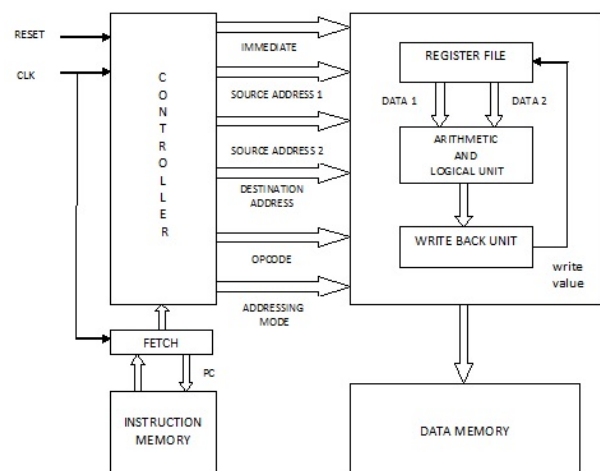 RESET
CLK
C
O
N
T
R
O
L
L
E
R
IMMEDIATE
SOURCE ADDRESS 1
SOURCE ADDRESS 2
DESTINATION
ADDRESS
OPCODE
ADDRESSING
MODE
REGISTER FILE
DATA 1
DATA 2
ARITHMETIC
AND
LOGICAL UNIT
WRITE BACK UNIT
write
value
FETCH
PC
INSTRUCTION
MEMORY
DATA MEMORY